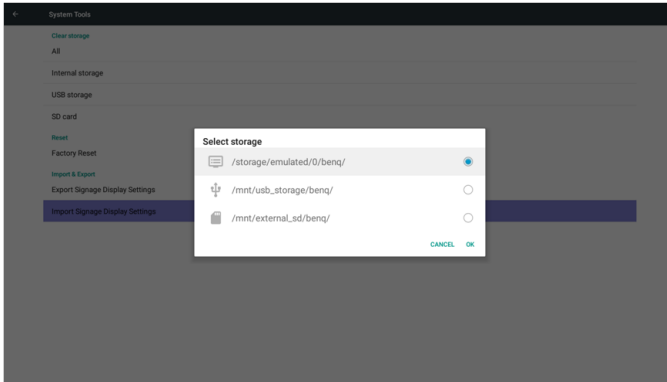 System Tools
Clear storage
All
Internal storage
USB storage
SD card
Reset
Factory Reset
Import & Export
Export Signage Display Settings
Import Signage Display Settings
Select storage
/storage/emulated/0/benq/
/mnt/usb_storage/benq/
/mnt/external_sd/benq/
CANCEL OK